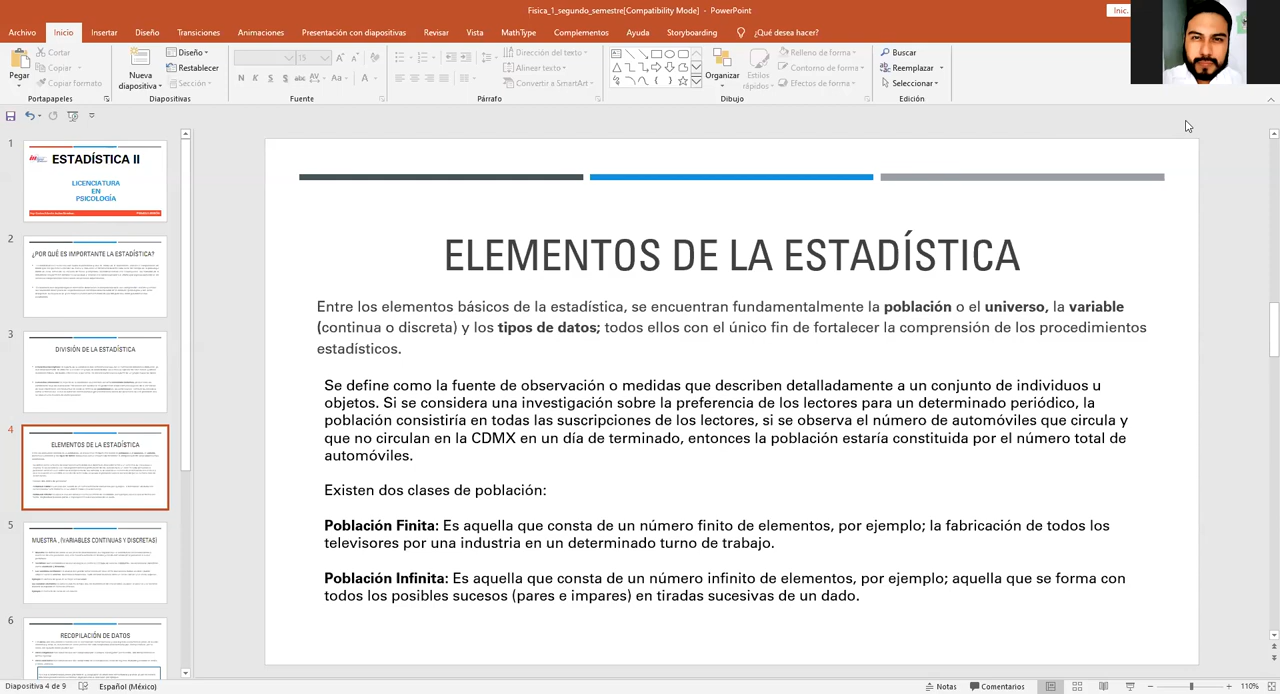 Fisica_1_segundo_semestre[Compatibility Mode] - PowerPoint
Inic.
Archivo Inicio Insertar Diseño Transiciones Animaciones Presentación con diapositivas Revisar Vista MathType Complementos Ayuda Storyboarding ¿Qué desea hacer?
Pegar
Cortar
Copiar
Copiar formato
Portapapeles
Nueva diapositiva
Diseño
Restablecer
Sección
Diapositivas
15
N K S S abc AV Aa A
Fuente
Dirección del texto
Alinear texto
Convertir a SmartArt
Párrafo
Organizar
Estilos rápidos
Relleno de forma
Contorno de forma
Efectos de forma
Dibujo
Buscar
Reemplazar
Seleccionar
Edición
1
ESTADÍSTICA II
LICENCIATURA
EN
PSICOLOGÍA
2
¿POR QUÉ ES IMPORTANTE LA ESTADÍSTICA?
3
DIVISIÓN DE LA ESTADÍSTICA
4
ELEMENTOS DE LA ESTADÍSTICA
5
MUESTRA , (VARIABLES CONTINUAS Y DISCRETAS)
6
RECOPILACIÓN DE DATOS
ELEMENTOS DE LA ESTADÍSTICA
Entre los elementos básicos de la estadística, se encuentran fundamentalmente la población o el universo, la variable
(continua o discreta) y los tipos de datos; todos ellos con el único fin de fortalecer la comprensión de los procedimientos
estadísticos.
Se define como la fuente de observación o medidas que describen detalladamente a un conjunto de individuos u
objetos. Si se considera una investigación sobre la preferencia de los lectores para un determinado periódico, la
población consistiría en todas las suscripciones de los lectores, si se observa el número de automóviles que circula y
que no circulan en la CDMX en un día de terminado, entonces la población estaría constituida por el número total de
automóviles.
Existen dos clases de población:
Población Finita: Es aquella que consta de un número finito de elementos, por ejemplo; la fabricación de todos los
televisores por una industria en un determinado turno de trabajo.
Población Infinita: Es aquella que consta de un número infinito de elementos, por ejemplo; aquella que se forma con
todos los posibles sucesos (pares e impares) en tiradas sucesivas de un dado.
Diapositiva 4 de 9 Español (México) Notas Comentarios 110%